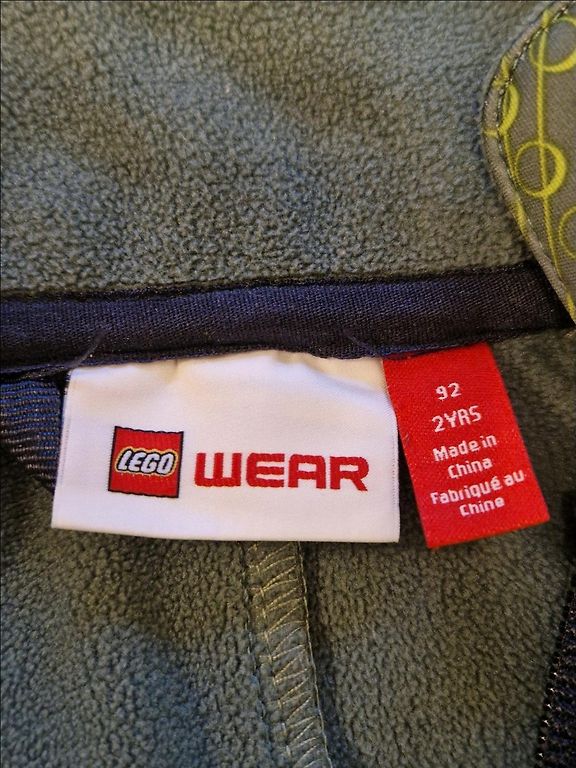 LEGO WEAR
92
2YRS
Made in
China
Fabriqué au
Chine